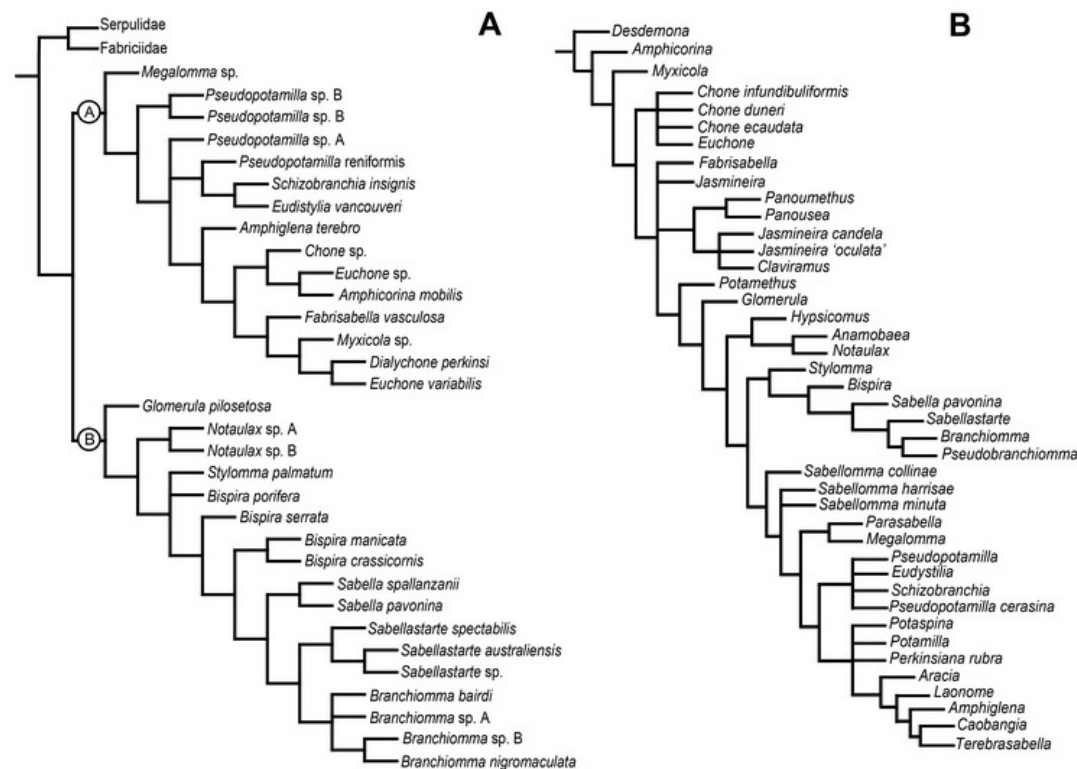 A
Serpulidae
Fabriciidae
Megalomma sp.
A
Pseudopotamilla sp. B
Pseudopotamilla sp. B
Pseudopotamilla sp. A
Pseudopotamilla reniformis
Schizobranchia insignis
Eudistylia vancouveri
Amphiglena terebro
Chone sp.
Euchone sp.
Amphicorina mobilis
Fabrisabella vasculosa
Myxicola sp.
Dialychone perkinsi
Euchone variabilis
Glomerula pilosetosa
B
Notaulax sp. A
Notaulax sp. B
Stylomma palmatum
Bispira porifera
Bispira serrata
Bispira manicata
Bispira crassicornis
Sabella spallanzanii
Sabella pavonina
Sabellastarte spectabilis
Sabellastarte australiensis
Sabellastarte sp.
Branchiomma bairdi
Branchiomma sp. A
Branchiomma sp. B
Branchiomma nigromaculata
B
Desdemona
Amphicorina
Myxicola
Chone infundibuliformis
Chone duneri
Chone ecaudata
Euchone
Fabrisabella
Jasmineira
Panoumethus
Panousea
Jasmineira candela
Jasmineira 'oculata'
Claviramus
Potamethus
Glomerula
Hypsicomus
Anamobaea
Notaulax
Stylomma
Bispira
Sabella pavonina
Sabellastarte
Branchiomma
Pseudobranchiomma
Sabellomma collinae
Sabellomma harrisae
Sabellomma minuta
Parasabella
Megalomma
Pseudopotamilla
Eudystilia
Schizobranchia
Pseudopotamilla cerasina
Potaspina
Potamilla
Perkinsiana rubra
Aracia
Laonome
Amphiglena
Caobangia
Terebrasabella